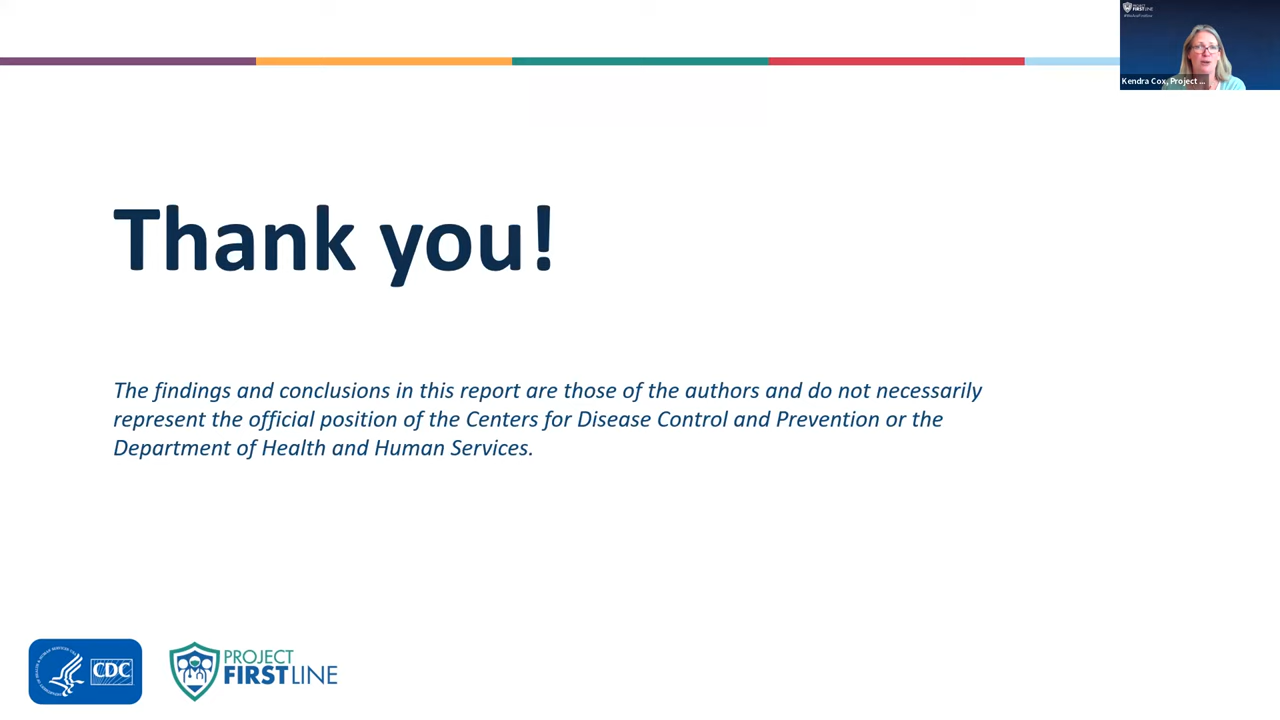 PROJECT
FIRSTLINE
Kendra Cox, Project ...
Thank you!
The findings and conclusions in this report are those of the authors and do not necessarily
represent the official position of the Centers for Disease Control and Prevention or the
Department of Health and Human Services.
CDC
PROJECT
FIRSTLINE